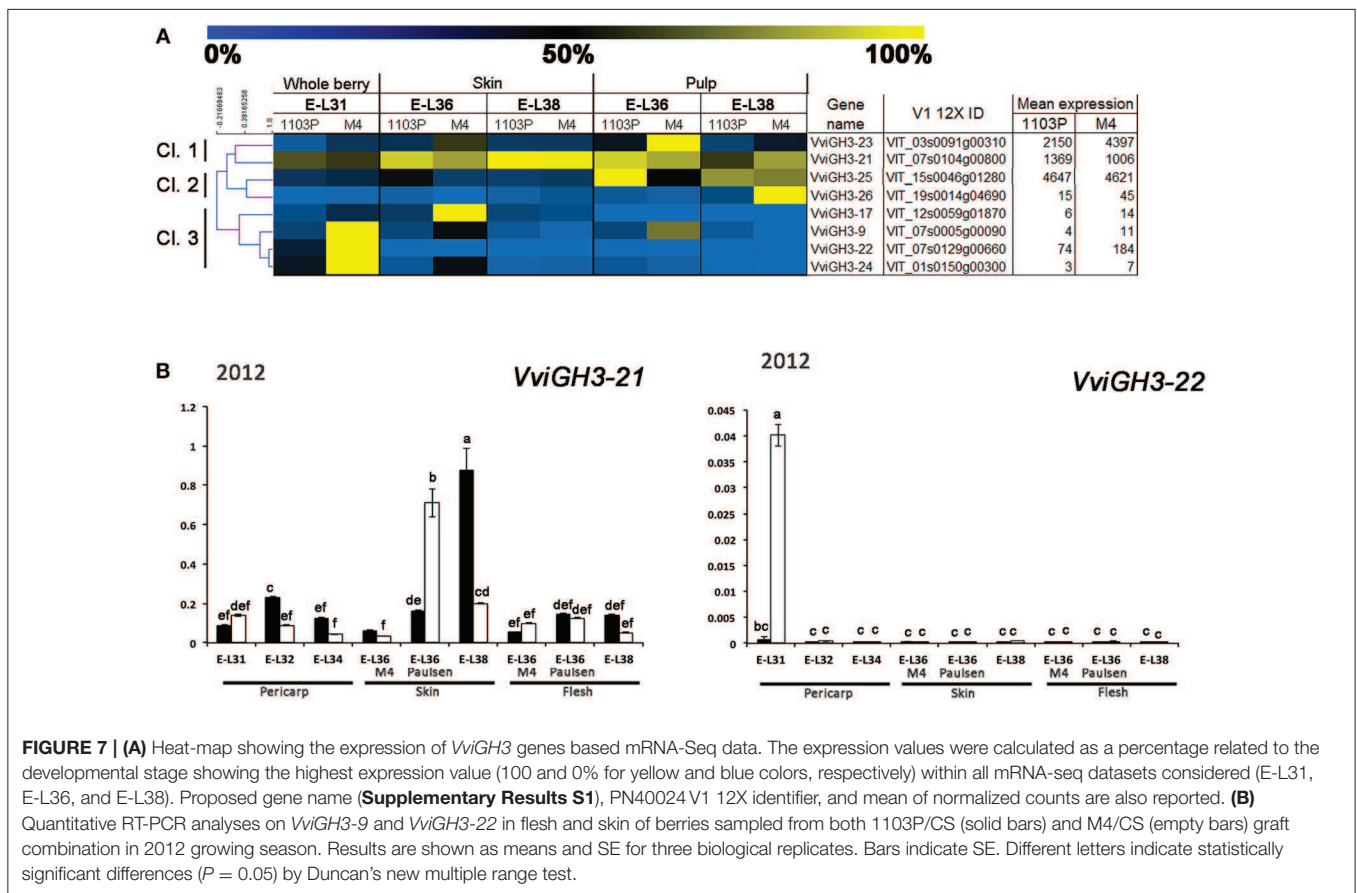 A
0% 50% 100%
Whole berry Skin Pulp
E-L31 E-L36 E-L38 E-L36 E-L38 Gene name V1 12X ID Mean expression
-0.21669483 0.39165258 1.0
1103P M4 1103P M4 1103P M4 1103P M4 1103P M4 1103P M4
Cl. 1
Cl. 2
Cl. 3
VviGH3-23 VIT_03s0091g00310 2150 4397
VviGH3-21 VIT_07s0104g00800 1369 1006
VviGH3-25 VIT_15s0046g01280 4647 4621
VviGH3-26 VIT_19s0014g04690 15 45
VviGH3-17 VIT_12s0059g01870 6 14
VviGH3-9 VIT_07s0005g00090 4 11
VviGH3-22 VIT_07s0129g00660 74 184
VviGH3-24 VIT_01s0150g00300 3 7
B 2012 VviGH3-21
1.2
1
0.8
0.6
0.4
0.2
0
ef def c ef ef f f de b a cd ef ef def def def ef
E-L31 E-L32 E-L34 E-L36 E-L36 E-L38 E-L36 E-L36 E-L38
M4 Paulsen M4 Paulsen
Pericarp Skin Flesh
2012 VviGH3-22
0.045
0.04
0.035
0.03
0.025
0.02
0.015
0.01
0.005
0
bc a c c c c c c c c c c c c c c c c
E-L31 E-L32 E-L34 E-L36 E-L36 E-L38 E-L36 E-L36 E-L38
M4 Paulsen M4 Paulsen
Pericarp Skin Flesh
FIGURE 7 | (A) Heat-map showing the expression of VviGH3 genes based mRNA-Seq data. The expression values were calculated as a percentage related to the
developmental stage showing the highest expression value (100 and 0% for yellow and blue colors, respectively) within all mRNA-seq datasets considered (E-L31,
E-L36, and E-L38). Proposed gene name (Supplementary Results S1), PN40024 V1 12X identifier, and mean of normalized counts are also reported. (B)
Quantitative RT-PCR analyses on VviGH3-9 and VviGH3-22 in flesh and skin of berries sampled from both 1103P/CS (solid bars) and M4/CS (empty bars) graft
combination in 2012 growing season. Results are shown as means and SE for three biological replicates. Bars indicate SE. Different letters indicate statistically
significant differences (P = 0.05) by Duncan's new multiple range test.